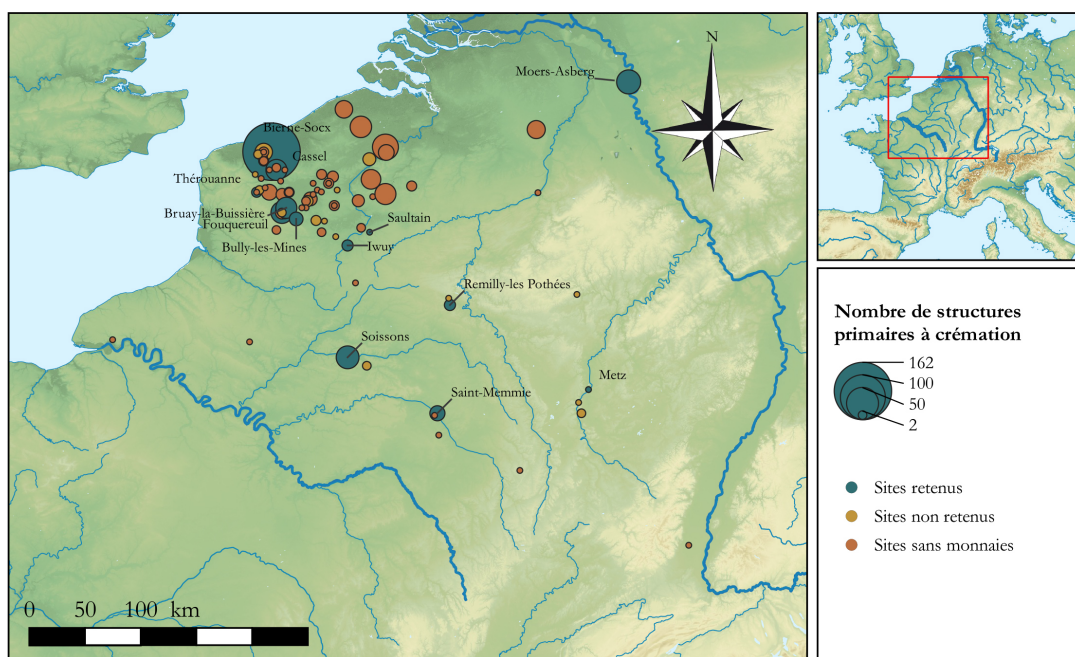 N
Moers-Asberg
Bierne-Socx
Cassel
Thérouanne
Bruay-la-Buissière
Fouquereuil
Saultain
Bully-les-Mines
Iwuy
Remilly-les Pothées
Soissons
Metz
Saint-Memmie
0 50 100 km
Nombre de structures
primaires à crémation
162
100
50
2
Sites retenus
Sites non retenus
Sites sans monnaies